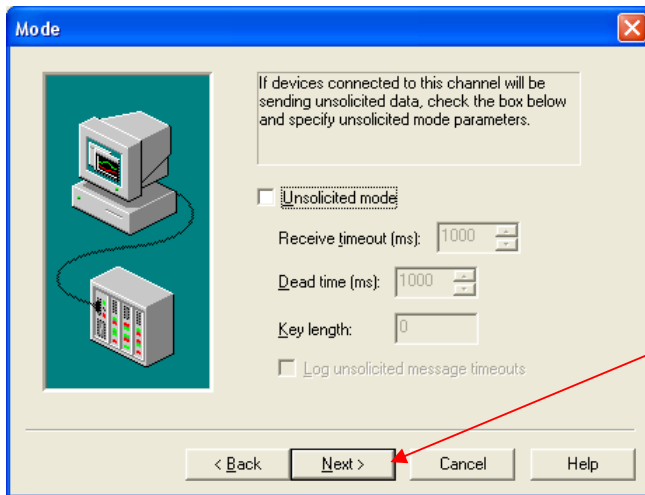 Mode
If devices connected to this channel will be
sending unsolicited data, check the box below
and specify unsolicited mode parameters.
Unsolicited mode
Receive timeout (ms): 1000
Dead time (ms): 1000
Key length: 0
Log unsolicited message timeouts
< Back Next > Cancel Help